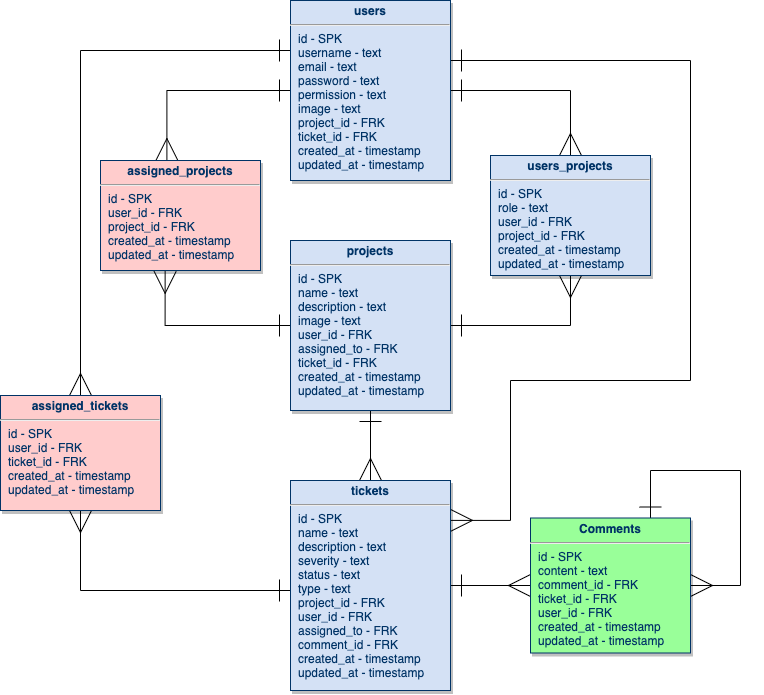 users
id - SPK
username - text
email - text
password - text
permission - text
image - text
project_id - FRK
ticket_id - FRK
created_at - timestamp
updated_at - timestamp
assigned_projects
id - SPK
user_id - FRK
project_id - FRK
created_at - timestamp
updated_at - timestamp
users_projects
id - SPK
role - text
user_id - FRK
project_id - FRK
created_at - timestamp
updated_at - timestamp
projects
id - SPK
name - text
description - text
image - text
user_id - FRK
assigned_to - FRK
ticket_id - FRK
created_at - timestamp
updated_at - timestamp
assigned_tickets
id - SPK
user_id - FRK
ticket_id - FRK
created_at - timestamp
updated_at - timestamp
tickets
id - SPK
name - text
description - text
severity - text
status - text
type - text
project_id - FRK
user_id - FRK
assigned_to - FRK
comment_id - FRK
created_at - timestamp
updated_at - timestamp
Comments
id - SPK
content - text
comment_id - FRK
ticket_id - FRK
user_id - FRK
created_at - timestamp
updated_at - timestamp